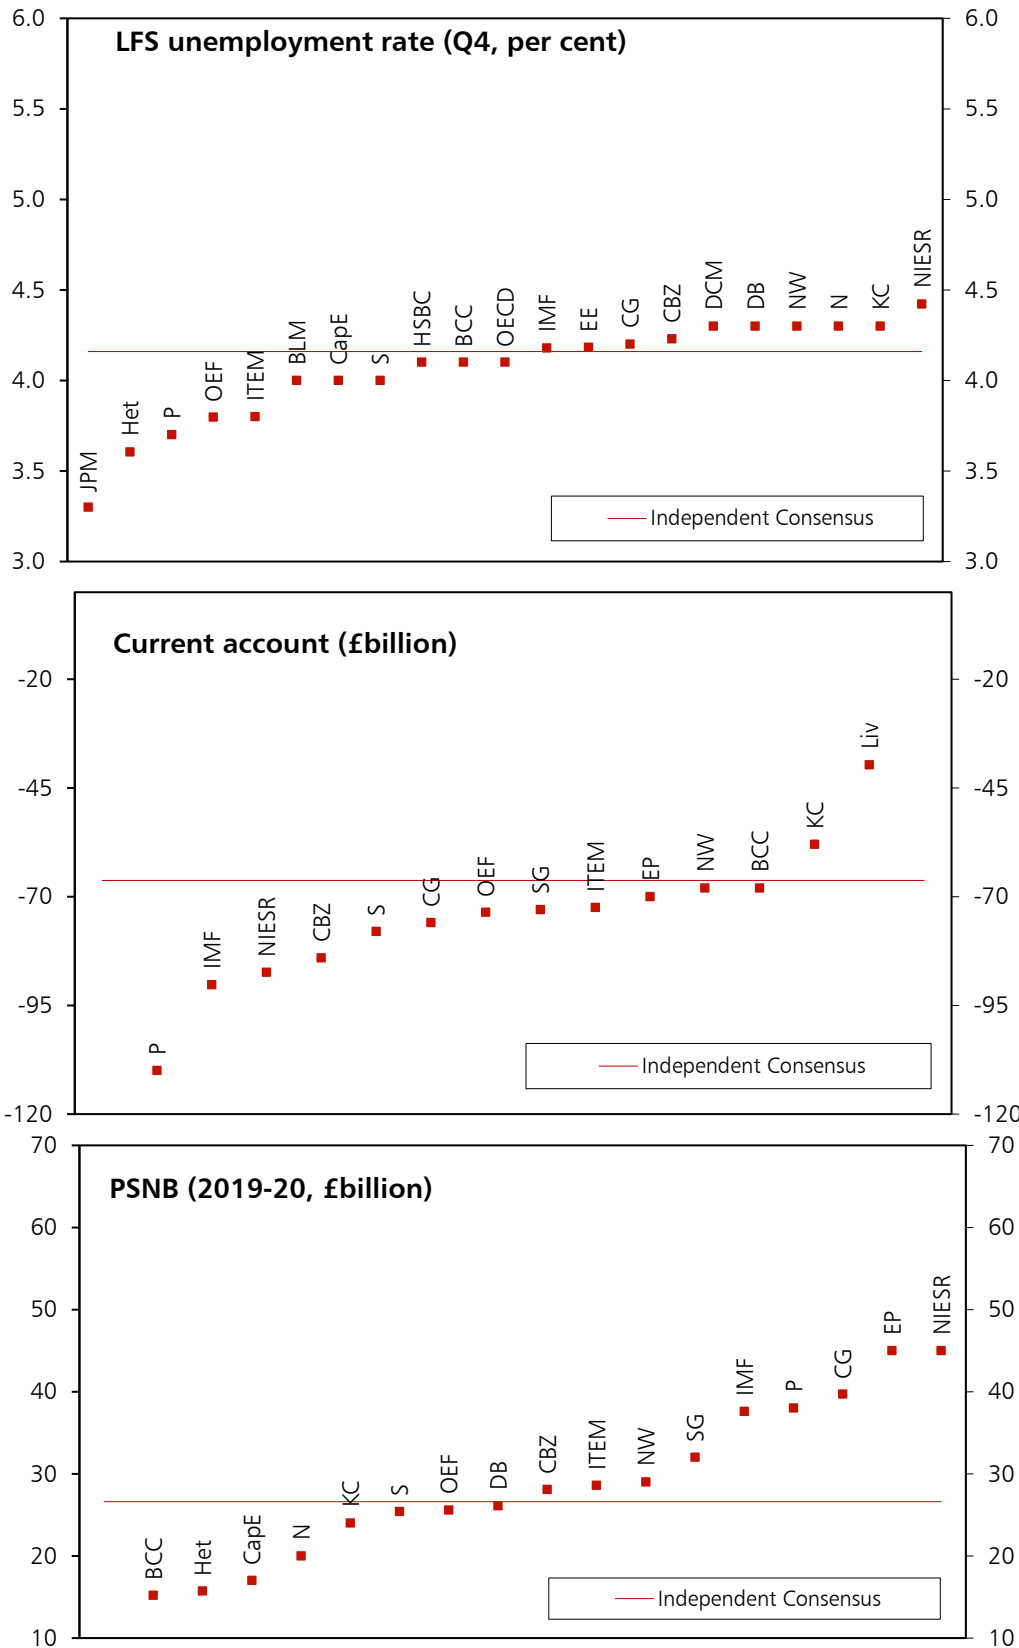 LFS unemployment rate (Q4, per cent)
6.0 6.0
5.5 5.5
5.0 5.0
4.5 4.5
4.0 4.0
3.5 3.5
3.0 3.0
JPM
Het
P
OEF
ITEM
BLM
CapE
S
HSBC
BCC
OECD
IMF
EE
CG
CBZ
DCM
DB
NW
N
KC
NIESR
Independent Consensus
Current account (£billion)
-20 -20
-45 -45
-70 -70
-95 -95
-120 -120
P
IMF
NIESR
CBZ
S
CG
OEF
SG
ITEM
EP
NW
BCC
KC
Liv
Independent Consensus
PSNB (2019-20, £billion)
70 70
60 60
50 50
40 40
30 30
20 20
10 10
BCC
Het
CapE
N
KC
S
OEF
DB
CBZ
ITEM
NW
SG
IMF
P
CG
EP
NIESR
Independent Consensus